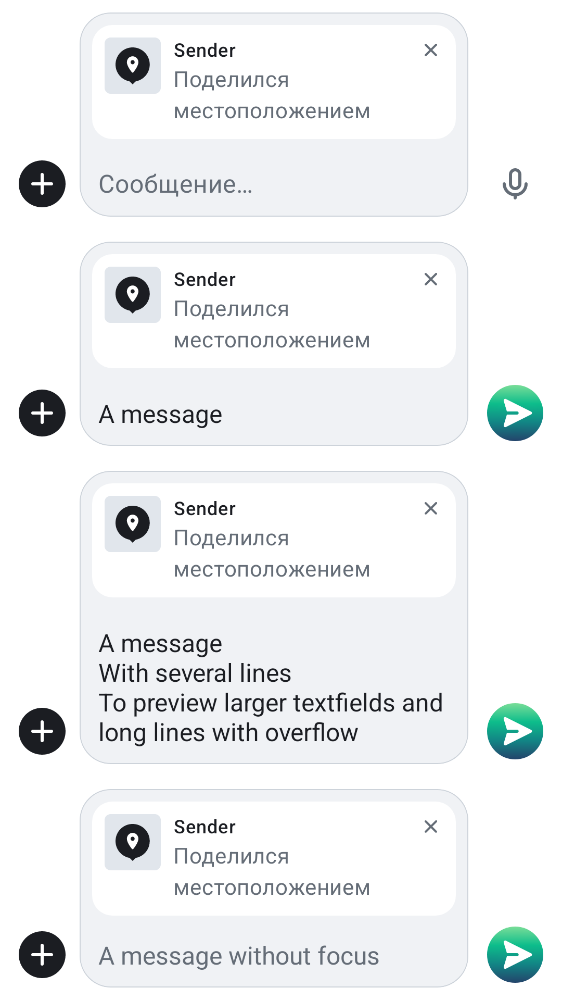 Sender
Поделился
местоположением
Сообщение…
Sender
Поделился
местоположением
A message
Sender
Поделился
местоположением
A message
With several lines
To preview larger textfields and
long lines with overflow
Sender
Поделился
местоположением
A message without focus